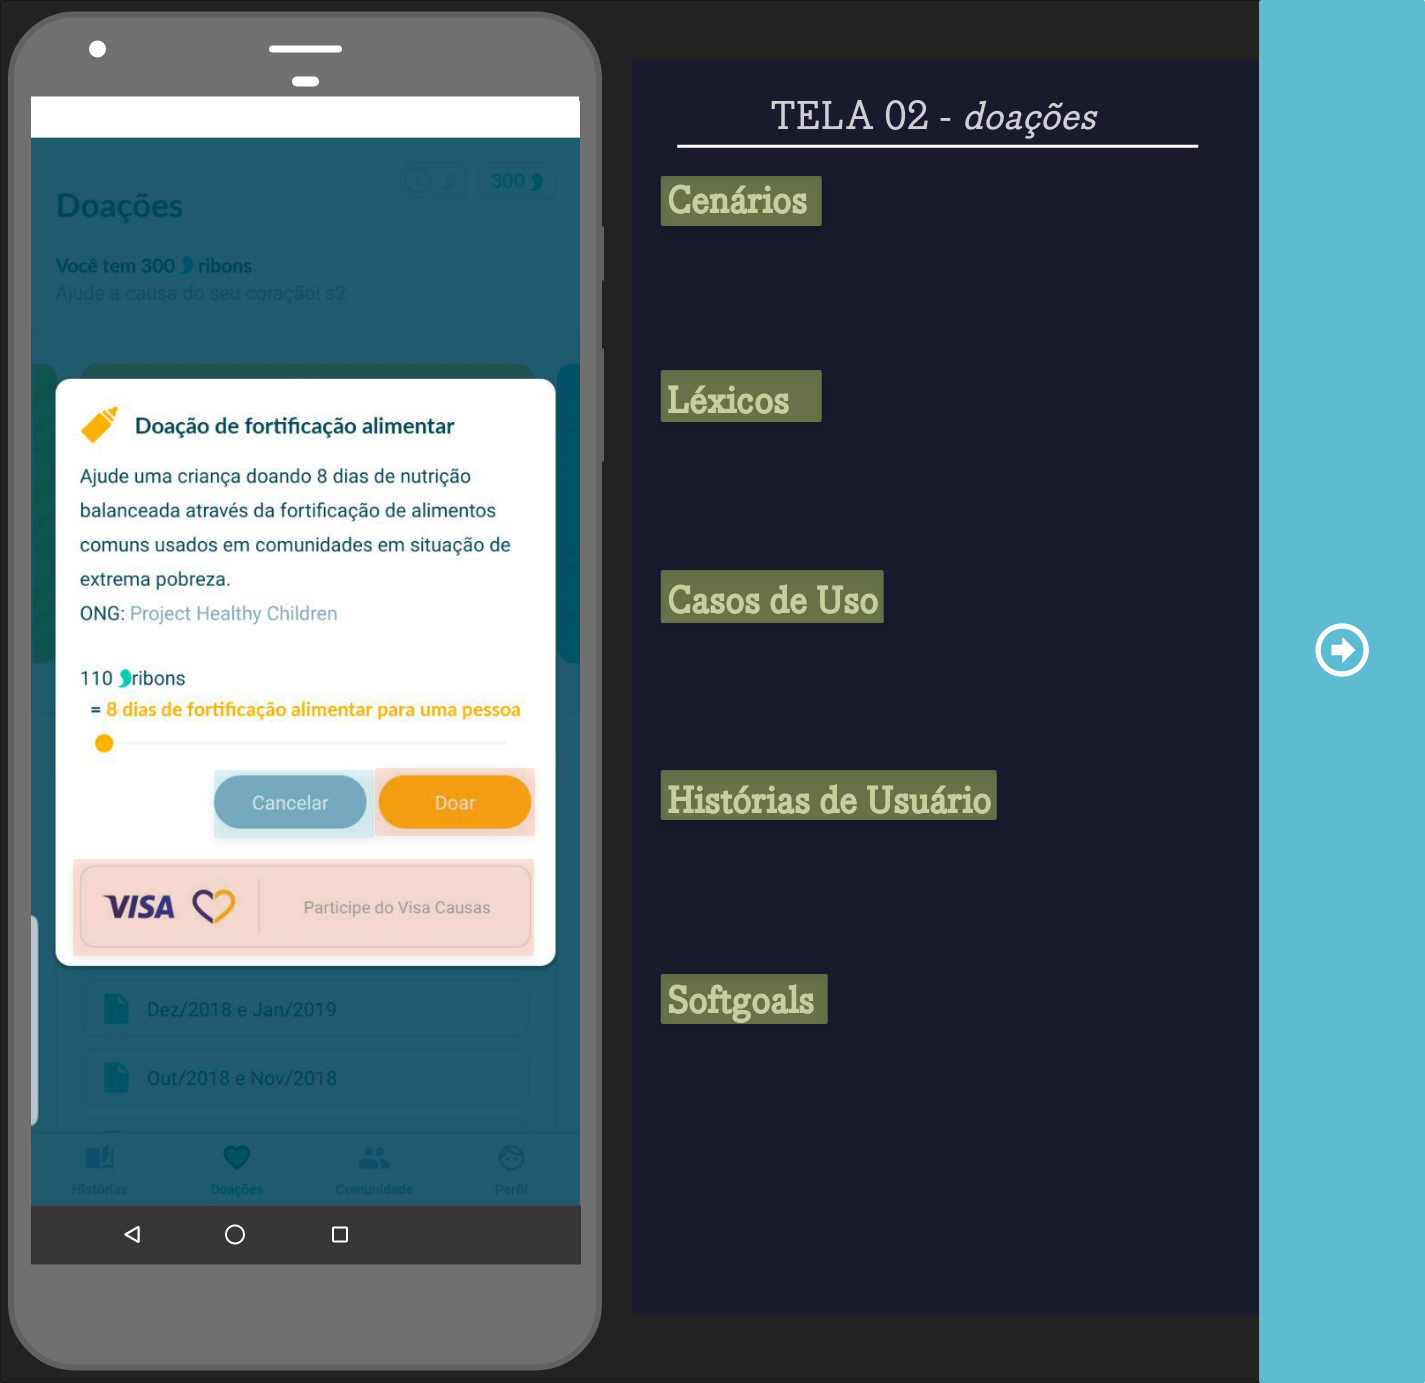 300
Doações
Você tem 300 ribons
Ajude a causa do seu coração! s2
Doação de fortificação alimentar
Ajude uma criança doando 8 dias de nutrição
balanceada através da fortificação de alimentos
comuns usados em comunidades em situação de
extrema pobreza.
ONG: Project Healthy Children
110 ribons
= 8 dias de fortificação alimentar para uma pessoa
Cancelar Doar
VISA Participe do Visa Causas
Dez/2018 e Jan/2019
Out/2018 e Nov/2018
Histórias Doações Comunidade Perfil
TELA 02 - doações
Cenários
Léxicos
Casos de Uso
Histórias de Usuário
Softgoals